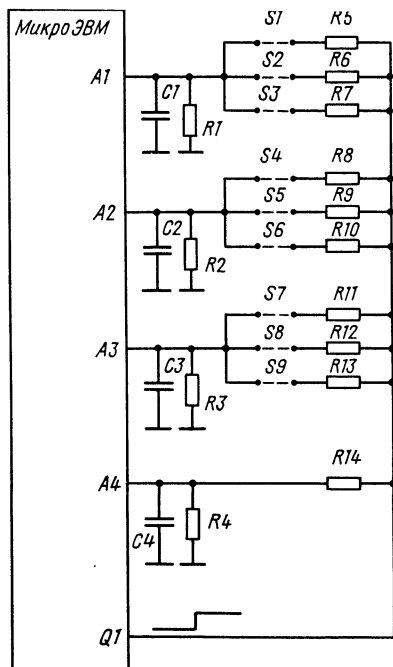 МикроЭВМ
S1 R5
A1 S2 R6
S3 R7
C1
R1
S4 R8
A2 S5 R9
S6 R10
C2
R2
S7 R11
A3 S8 R12
S9 R13
C3
R3
A4 R14
C4 R4
Q1